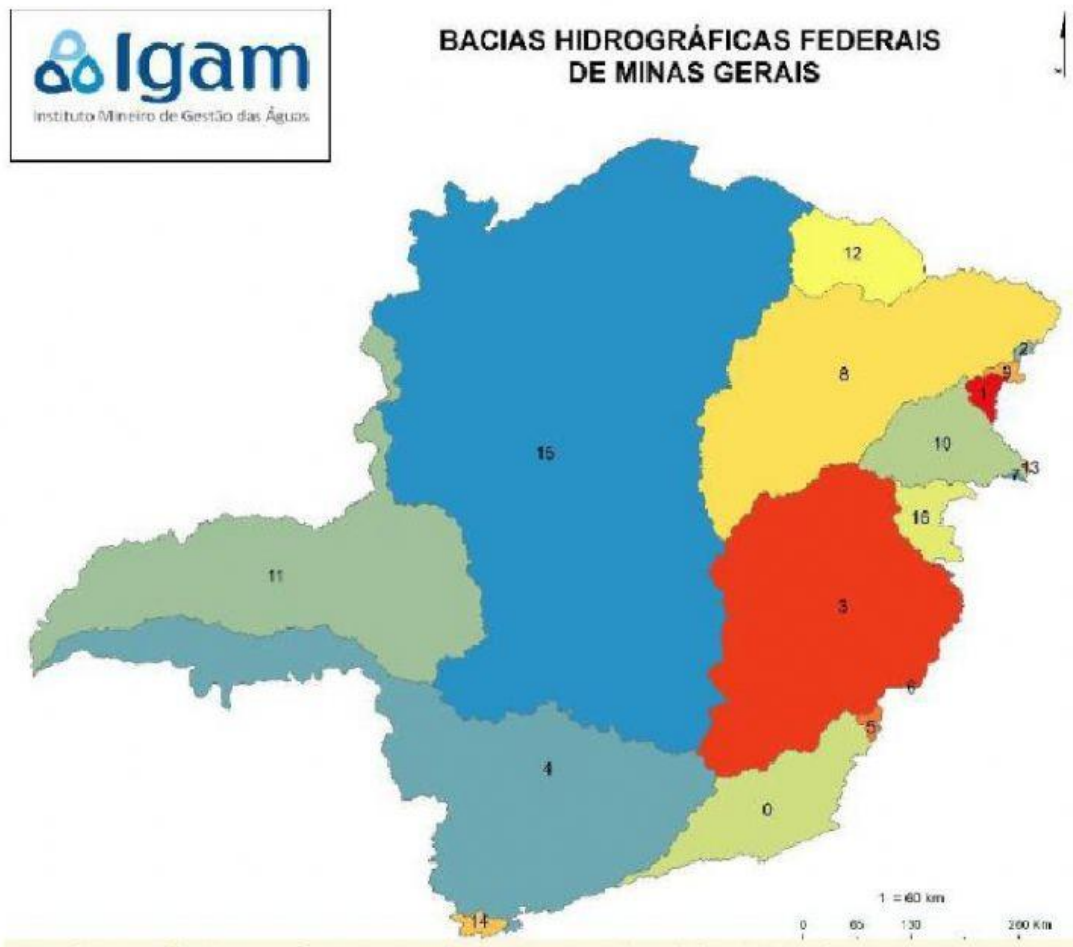 Igam
Instituto Mineiro de Gestão das Águas
BACIAS HIDROGRÁFICAS FEDERAIS
DE MINAS GERAIS
12
2
9
8
1
15
10
13
7
16
11
3
6
5
4
0
14
1 = 60 km
0 65 130 260 Km